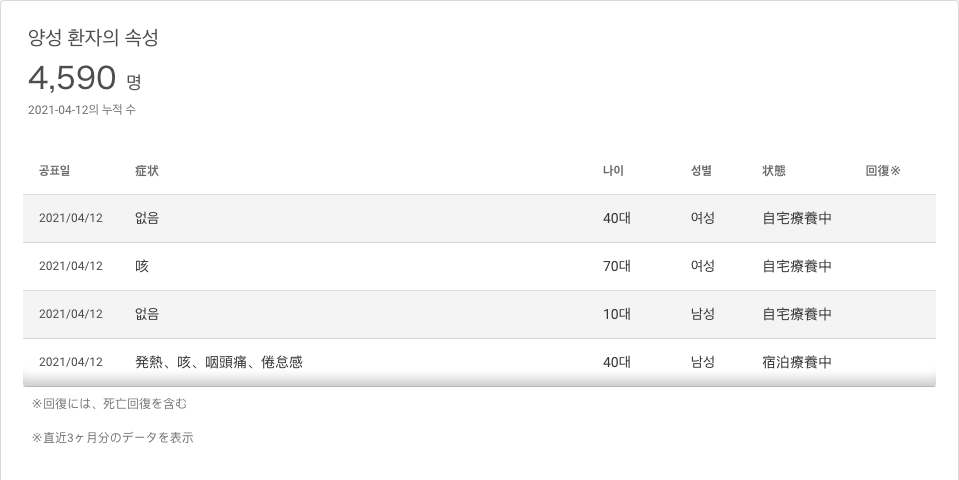 양성 환자의 속성
4,590 명
2021-04-12의 누적 수
공표일 症状 나이 성별 状態 回復※
2021/04/12 없음 40대 여성 自宅療養中
2021/04/12 咳 70대 여성 自宅療養中
2021/04/12 없음 10대 남성 自宅療養中
2021/04/12 発熱、咳、咽頭痛、倦怠感 40대 남성 宿泊療養中
※回復には、死亡回復を含む
※直近3ヶ月分のデータを表示